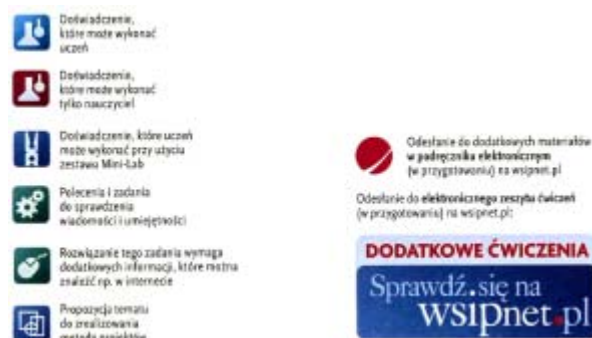 Doświadczenie,
które może wykonać
uczeń
Doświadczenie,
które może wykonać
tylko nauczyciel
Doświadczenie, które uczeń
może wykonać przy użyciu
zestawu Mini-Lab
Polecenia i zadania
do sprawdzenia
wiadomości i umiejętności
Rozwiązanie tego zadania wymaga
dodatkowych informacji, które można
znaleźć np. w internecie
Propozycja tematu
do zrealizowania
metodą projektów
Odesłanie do dodatkowych materiałów
w podręczniku elektronicznym
(w przygotowaniu) na wsipnet.pl
Odesłanie do elektronicznego zeszytu ćwiczeń
(w przygotowaniu) na wsipnet.pl:
DODATKOWE ĆWICZENIA
Sprawdź.się na
wsipnet.pl